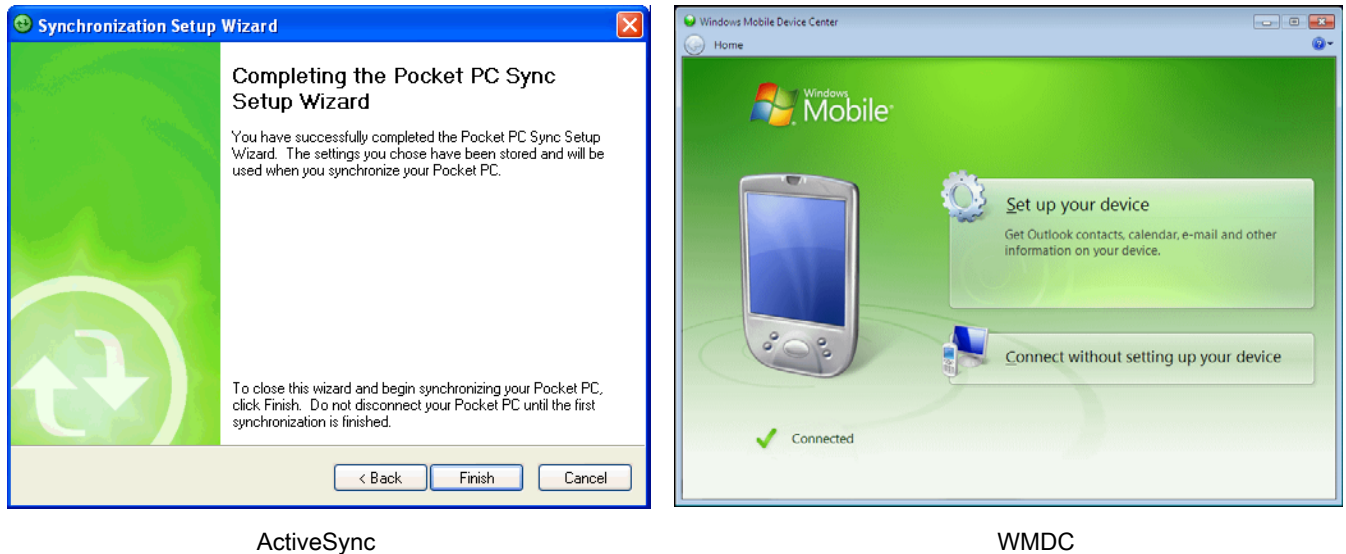 Synchronization Setup Wizard
Completing the Pocket PC Sync
Setup Wizard
You have successfully completed the Pocket PC Sync Setup
Wizard. The settings you chose have been stored and will be
used when you synchronize your Pocket PC.
To close this wizard and begin synchronizing your Pocket PC,
click Finish. Do not disconnect your Pocket PC until the first
synchronization is finished.
< Back
Finish
Cancel
ActiveSync
Windows Mobile Device Center
Home
Windows
Mobile
Set up your device
Get Outlook contacts, calendar, e-mail and other
information on your device.
Connect without setting up your device
Connected
WMDC